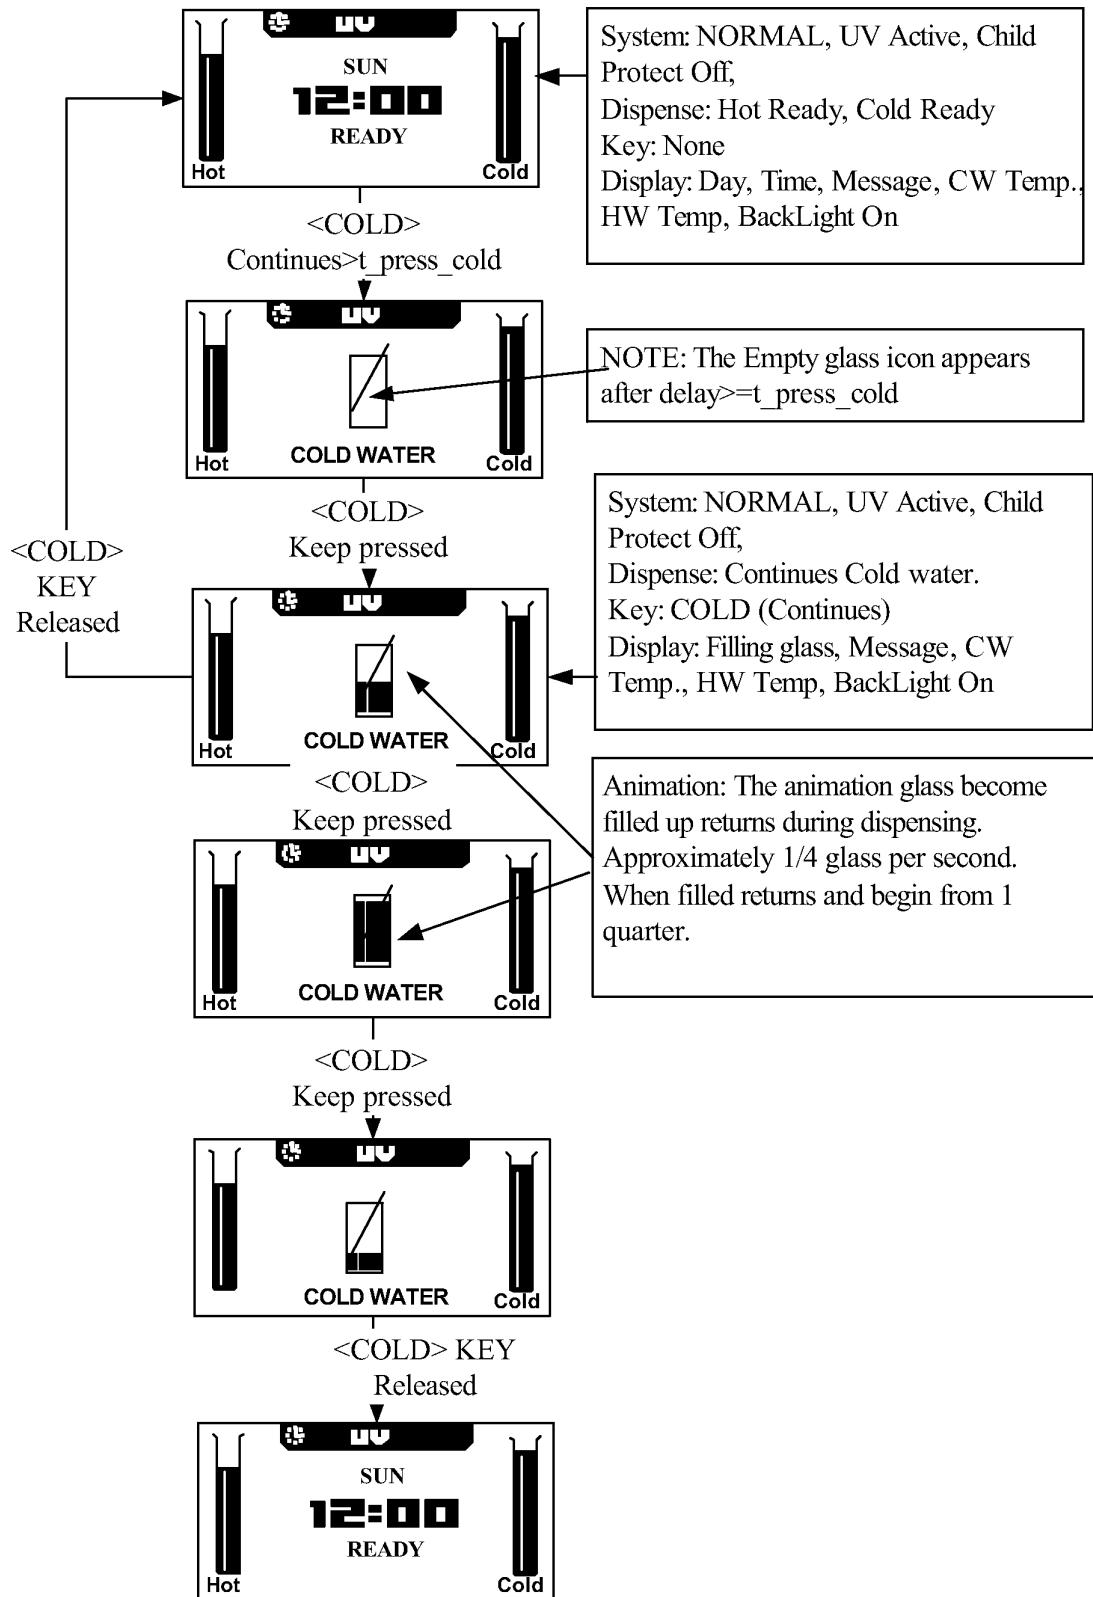 UV
SUN
12:00
READY
Hot
Cold
System: NORMAL, UV Active, Child
Protect Off,
Dispense: Hot Ready, Cold Ready
Key: None
Display: Day, Time, Message, CW Temp.,
HW Temp, BackLight On
<COLD>
Continues>t_press_cold
UV
COLD WATER
Hot
Cold
NOTE: The Empty glass icon appears
after delay>=t_press_cold
<COLD>
Keep pressed
<COLD>
KEY
Released
UV
COLD WATER
Hot
Cold
System: NORMAL, UV Active, Child
Protect Off,
Dispense: Continues Cold water.
Key: COLD (Continues)
Display: Filling glass, Message, CW
Temp., HW Temp, BackLight On
<COLD>
Keep pressed
Animation: The animation glass become
filled up returns during dispensing.
Approximately 1/4 glass per second.
When filled returns and begin from 1
quarter.
UV
COLD WATER
Hot
Cold
<COLD>
Keep pressed
UV
COLD WATER
Cold
<COLD> KEY
Released
UV
SUN
12:00
READY
Hot
Cold